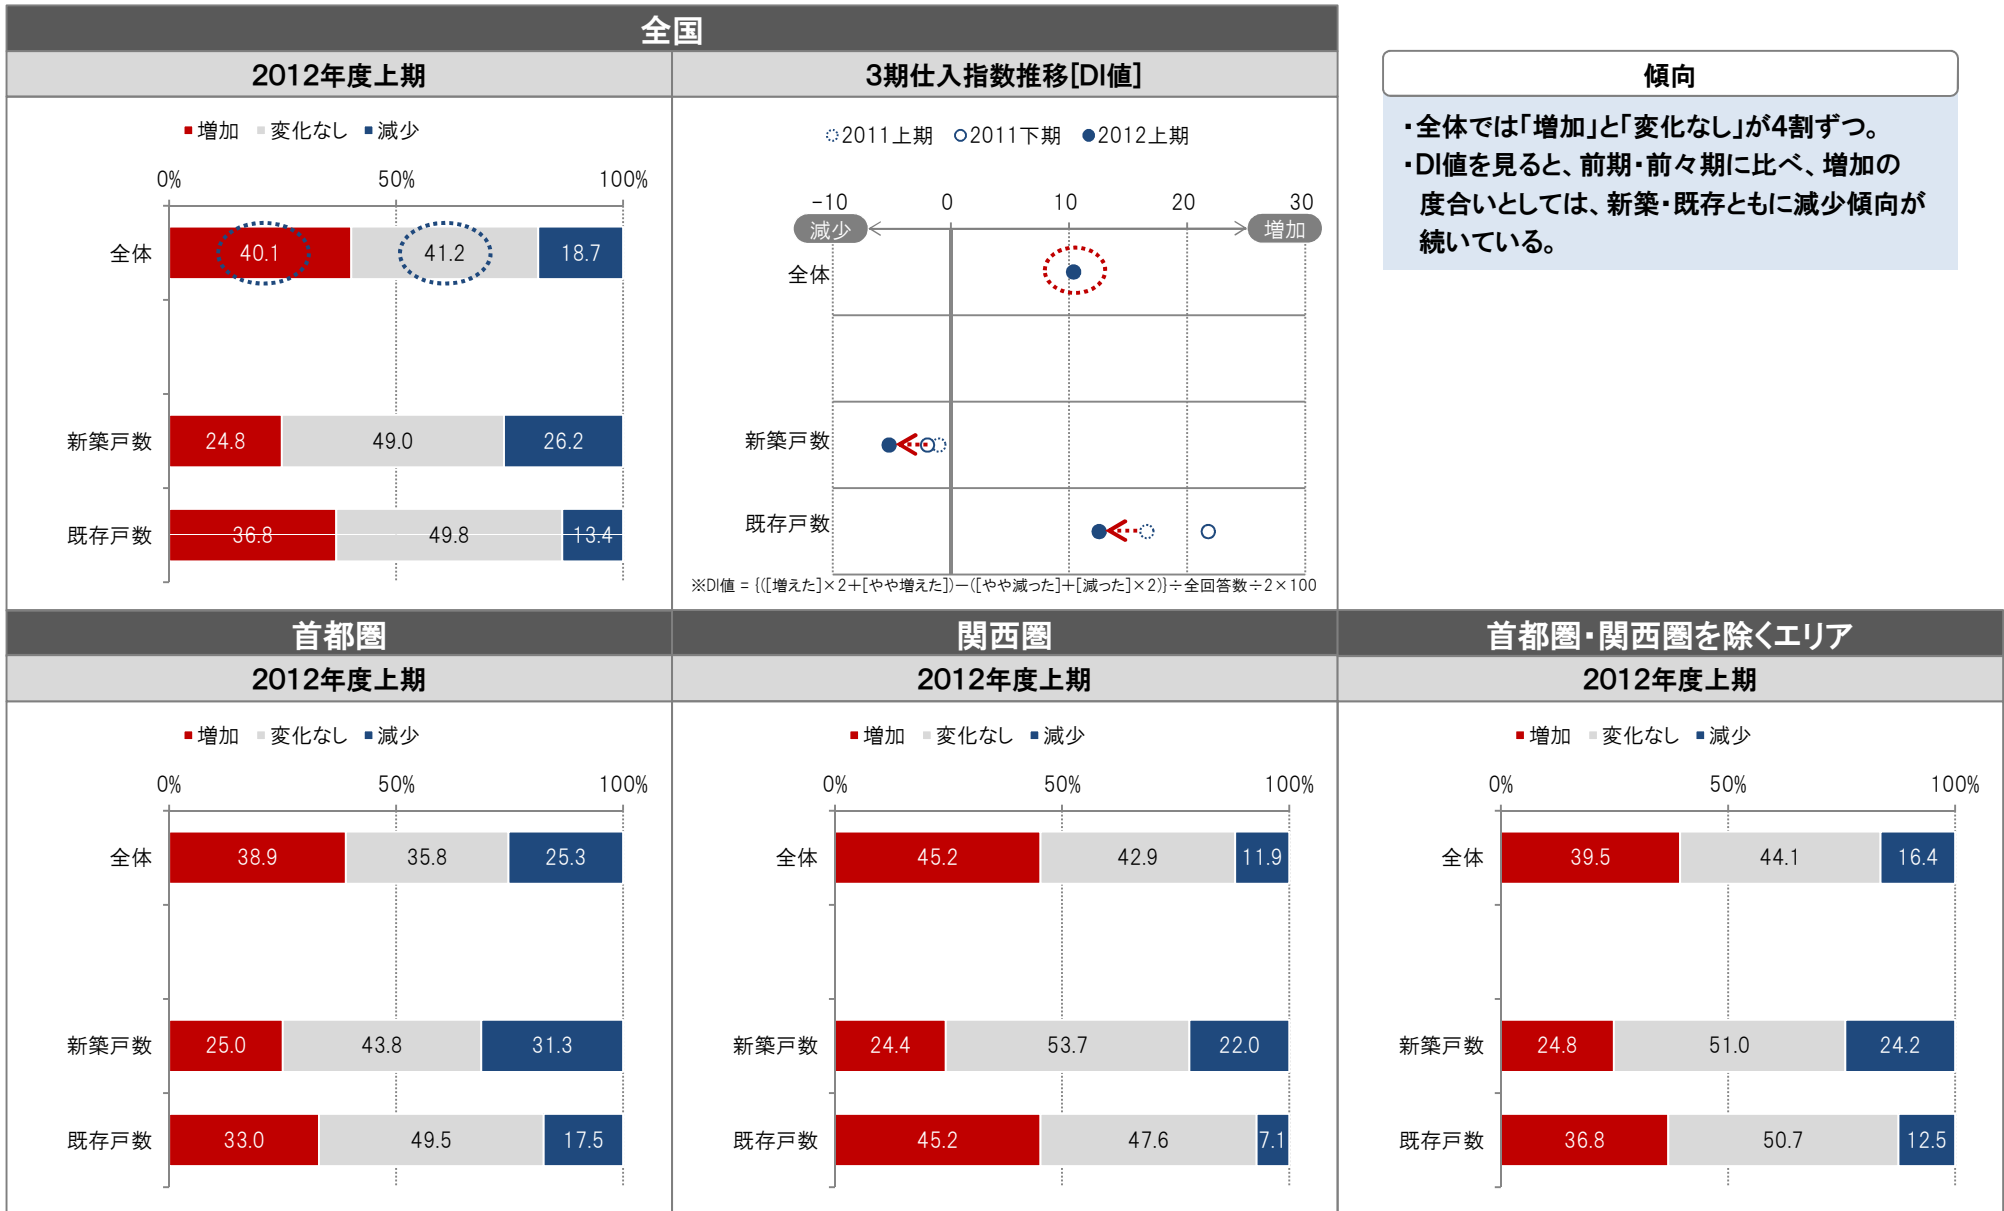 全国
2012年度上期
3期仕入指数推移[DI値]
傾向
・全体では「増加」と「変化なし」が4割ずつ。
・DI値を見ると、前期・前々期に比べ、増加の
度合いとしては、新築・既存ともに減少傾向が
続いている。
■増加 ■変化なし ■減少
0% 50% 100%
全体 40.1 41.2 18.7
新築戸数 24.8 49.0 26.2
既存戸数 36.8 49.8 13.4
2011上期 2011下期 2012上期
-10 0 10 20 30
減少 増加
全体
新築戸数
既存戸数
※DI値 = {([増えた]×2+[やや増えた])-([やや減った]+[減った]×2)}÷全回答数÷2×100
首都圏
2012年度上期
■増加 ■変化なし ■減少
0% 50% 100%
全体 38.9 35.8 25.3
新築戸数 25.0 43.8 31.3
既存戸数 33.0 49.5 17.5
関西圏
2012年度上期
■増加 ■変化なし ■減少
0% 50% 100%
全体 45.2 42.9 11.9
新築戸数 24.4 53.7 22.0
既存戸数 45.2 47.6 7.1
首都圏・関西圏を除くエリア
2012年度上期
■増加 ■変化なし ■減少
0% 50% 100%
全体 39.5 44.1 16.4
新築戸数 24.8 51.0 24.2
既存戸数 36.8 50.7 12.5